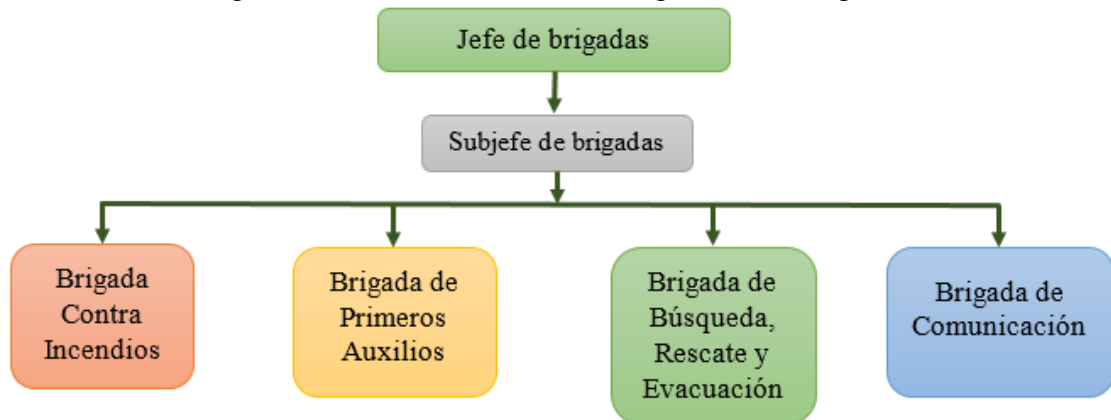 Jefe de brigadas
Subjefe de brigadas
Brigada
Contra
Incendios
Brigada de
Primeros
Auxilios
Brigada de
Búsqueda,
Rescate y
Evacuación
Brigada de
Comunicación